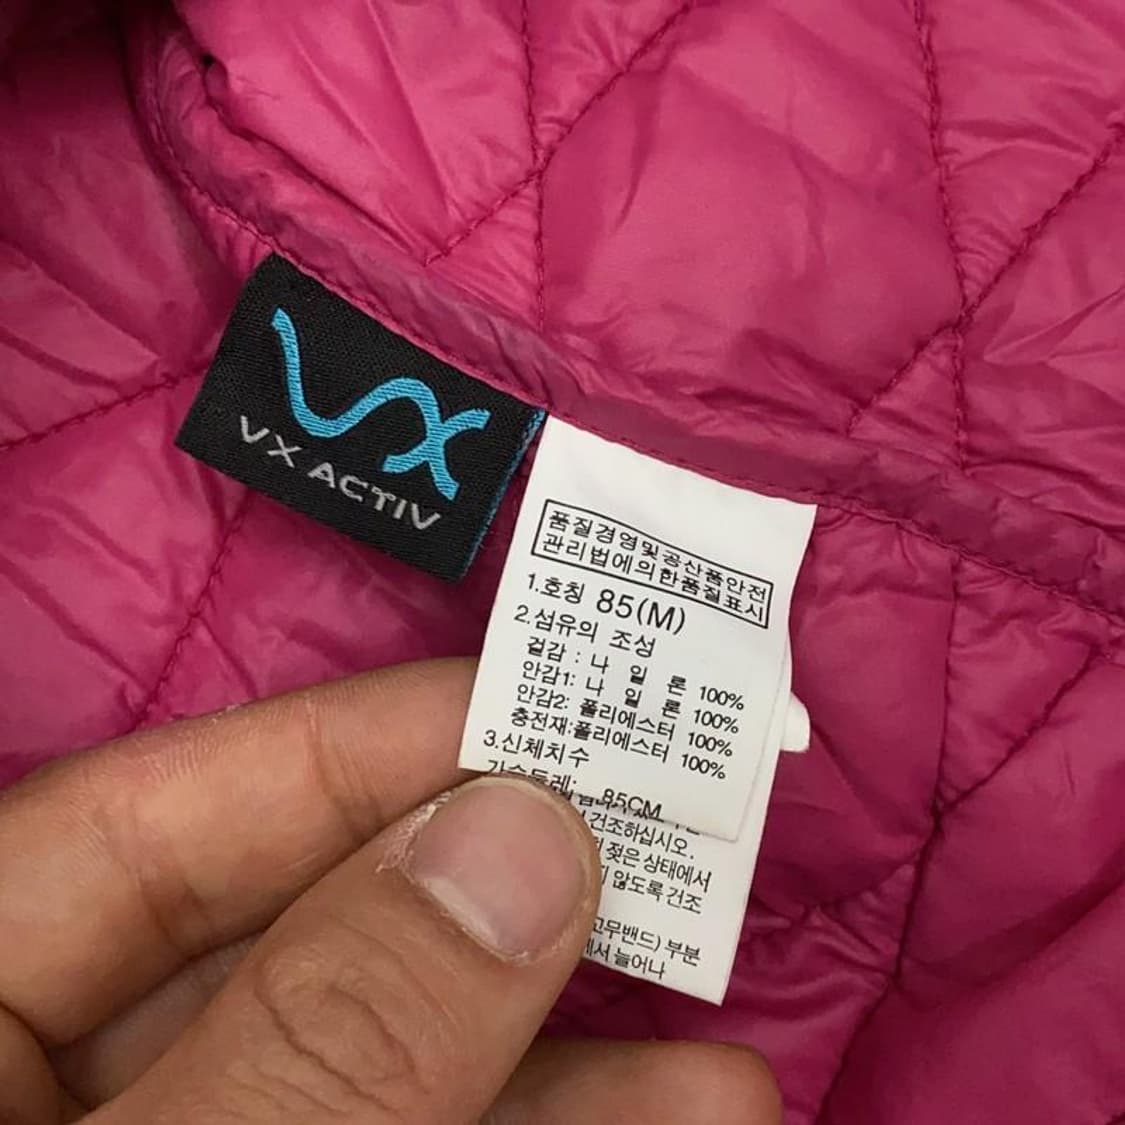 VX
VX ACTIV
품질경영및공산품안전
관리법에의한품질표시
1.호칭 85(M)
2.섬유의 조성
겉감 : 나 일 론 100%
안감1: 나 일 론 100%
안감2: 폴리에스터 100%
충전재:폴리에스터 100%
3.신체치수
가슴둘레: 85CM
건조하십시오.
젖은 상태에서
않도록 건조
고무밴드) 부분
에서 늘어나